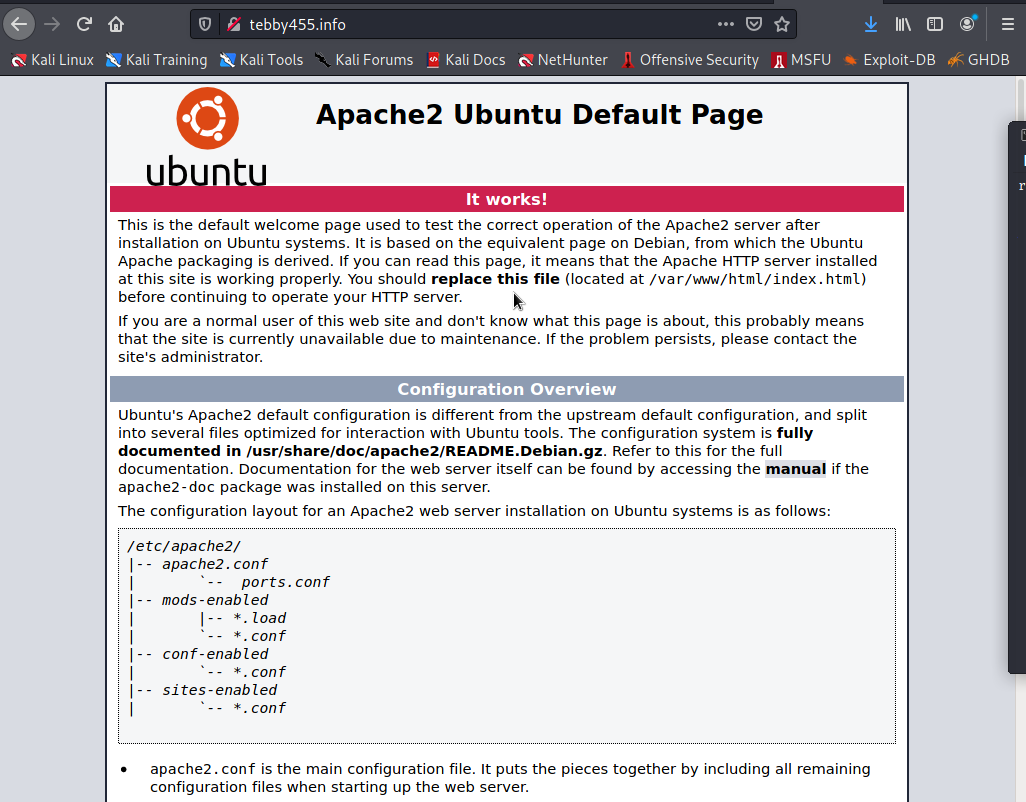 tebby455.info
Kali Linux Kali Training Kali Tools Kali Forums Kali Docs NetHunter Offensive Security MSFU Exploit-DB GHDB
ubuntu
Apache2 Ubuntu Default Page
It works!
This is the default welcome page used to test the correct operation of the Apache2 server after
installation on Ubuntu systems. It is based on the equivalent page on Debian, from which the Ubuntu
Apache packaging is derived. If you can read this page, it means that the Apache HTTP server installed
at this site is working properly. You should replace this file (located at /var/www/html/index.html)
before continuing to operate your HTTP server.
If you are a normal user of this web site and don't know what this page is about, this probably means
that the site is currently unavailable due to maintenance. If the problem persists, please contact the
site's administrator.
Configuration Overview
Ubuntu's Apache2 default configuration is different from the upstream default configuration, and split
into several files optimized for interaction with Ubuntu tools. The configuration system is fully
documented in /usr/share/doc/apache2/README.Debian.gz. Refer to this for the full
documentation. Documentation for the web server itself can be found by accessing the manual if the
apache2-doc package was installed on this server.
The configuration layout for an Apache2 web server installation on Ubuntu systems is as follows:
/etc/apache2/
|-- apache2.conf
|       `--  ports.conf
|-- mods-enabled
|       |-- *.load
|       `-- *.conf
|-- conf-enabled
|       `-- *.conf
|-- sites-enabled
|       `-- *.conf
• apache2.conf is the main configuration file. It puts the pieces together by including all remaining
configuration files when starting up the web server.